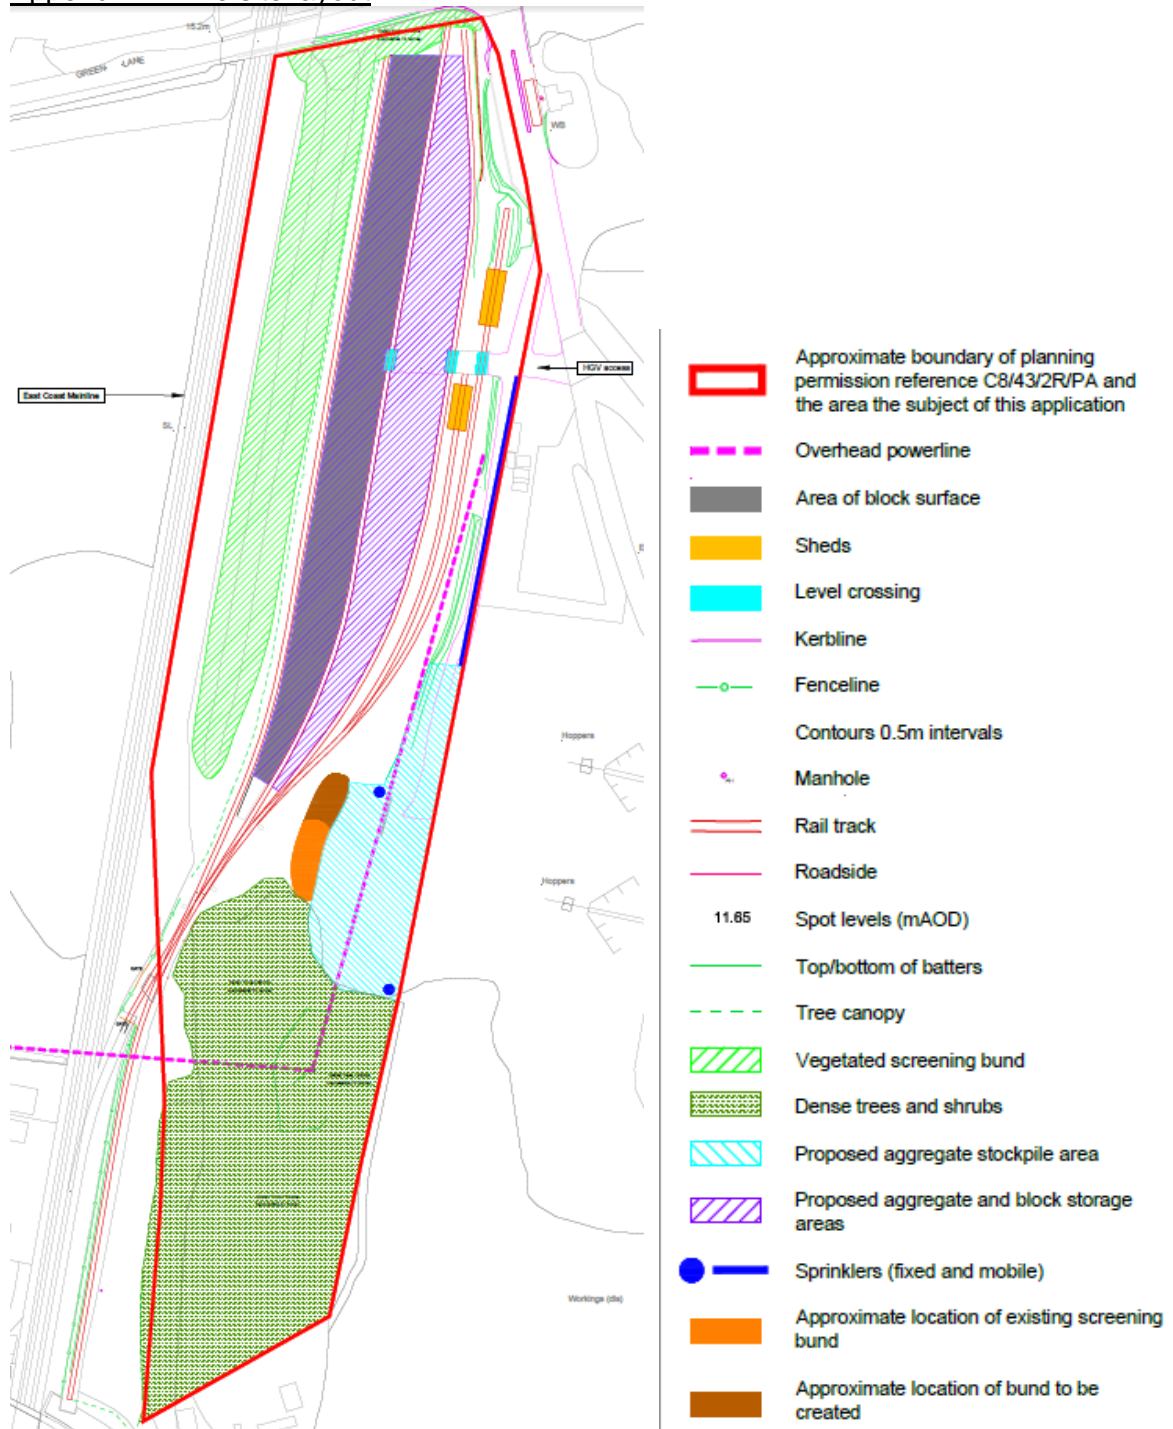 15.2m
GREEN LANE
WB
East Coast Mainline
HGV access
SL
Hoppers
Hoppers
Workings (dis)
Approximate boundary of planning
permission reference C8/43/2R/PA and
the area the subject of this application
Overhead powerline
Area of block surface
Sheds
Level crossing
Kerbline
Fenceline
Contours 0.5m intervals
Manhole
Rail track
Roadside
11.65 Spot levels (mAOD)
Top/bottom of batters
Tree canopy
Vegetated screening bund
Dense trees and shrubs
Proposed aggregate stockpile area
Proposed aggregate and block storage
areas
Sprinklers (fixed and mobile)
Approximate location of existing screening
bund
Approximate location of bund to be
created